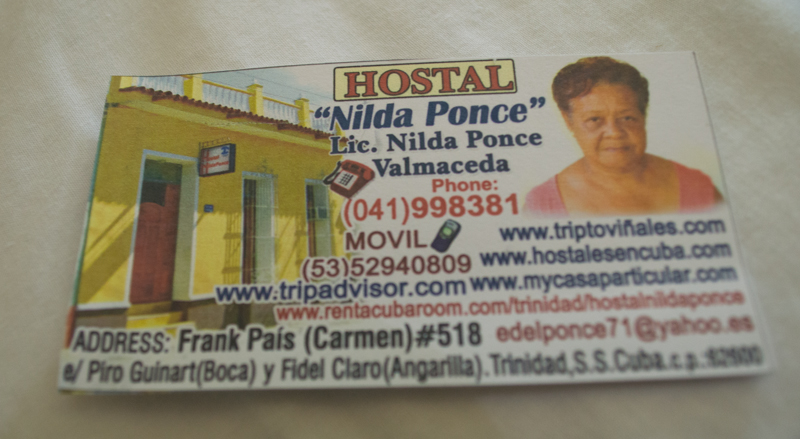 HOSTAL
"Nilda Ponce"
Lic. Nilda Ponce
Valmaceda
Phone:
(041)998381
MOVIL
(53)52940809
www.triptoviñales.com
www.hostalesencuba.com
www.mycasaparticular.com
www.tripadvisor.com
www.rentacubaroom.com/trinidad/hostalnildaponce
ADDRESS: Frank País (Carmen)#518
edelponce71@yahoo.es
e/ Piro Guinart(Boca) y Fidel Claro(Angarilla).Trinidad,S.S.Cuba.c.p.:62600
HOSTAL